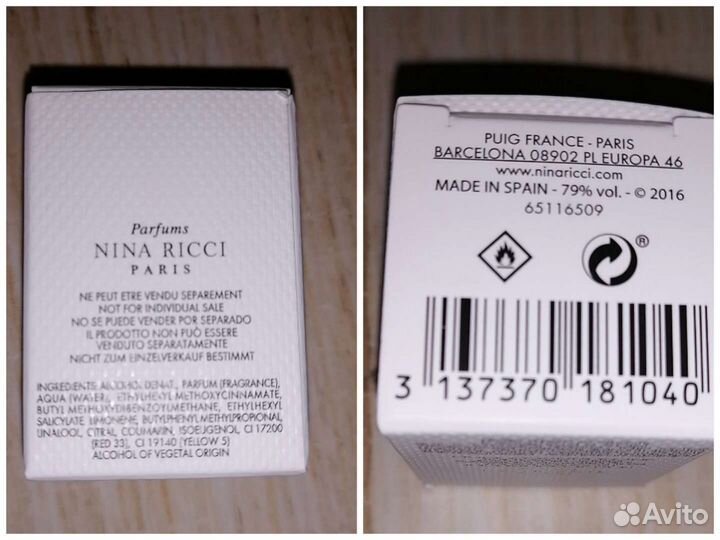 Parfums
NINA RICCI
PARIS
NE PEUT ETRE VENDU SEPAREMENT
NOT FOR INDIVIDUAL SALE
NO SE PUEDE VENDER POR SEPARADO
IL PRODOTTO NON PUÒ ESSERE
VENDUTO SEPARATAMENTE
NICHT ZUM EINZELVERKAUF BESTIMMT
INGREDIENTS: ALCOHOL DENAT., PARFUM (FRAGRANCE),
AQUA (WATER), ETHYLHEXYL METHOXYCINNAMATE,
BUTYL METHOXYDIBENZOYLMETHANE, ETHYLHEXYL
SALICYLATE, LIMONENE, BUTYLPHENYL METHYLPROPIONAL,
LINALOOL, CITRAL, COUMARIN, ISOEUGENOL, CI 17200
(RED 33), CI 19140 (YELLOW 5)
ALCOHOL OF VEGETAL ORIGIN
PUIG FRANCE - PARIS
BARCELONA 08902 PL EUROPA 46
www.ninaricci.com
MADE IN SPAIN - 79% vol. - © 2016
65116509
®
3 137370 181040
Avito